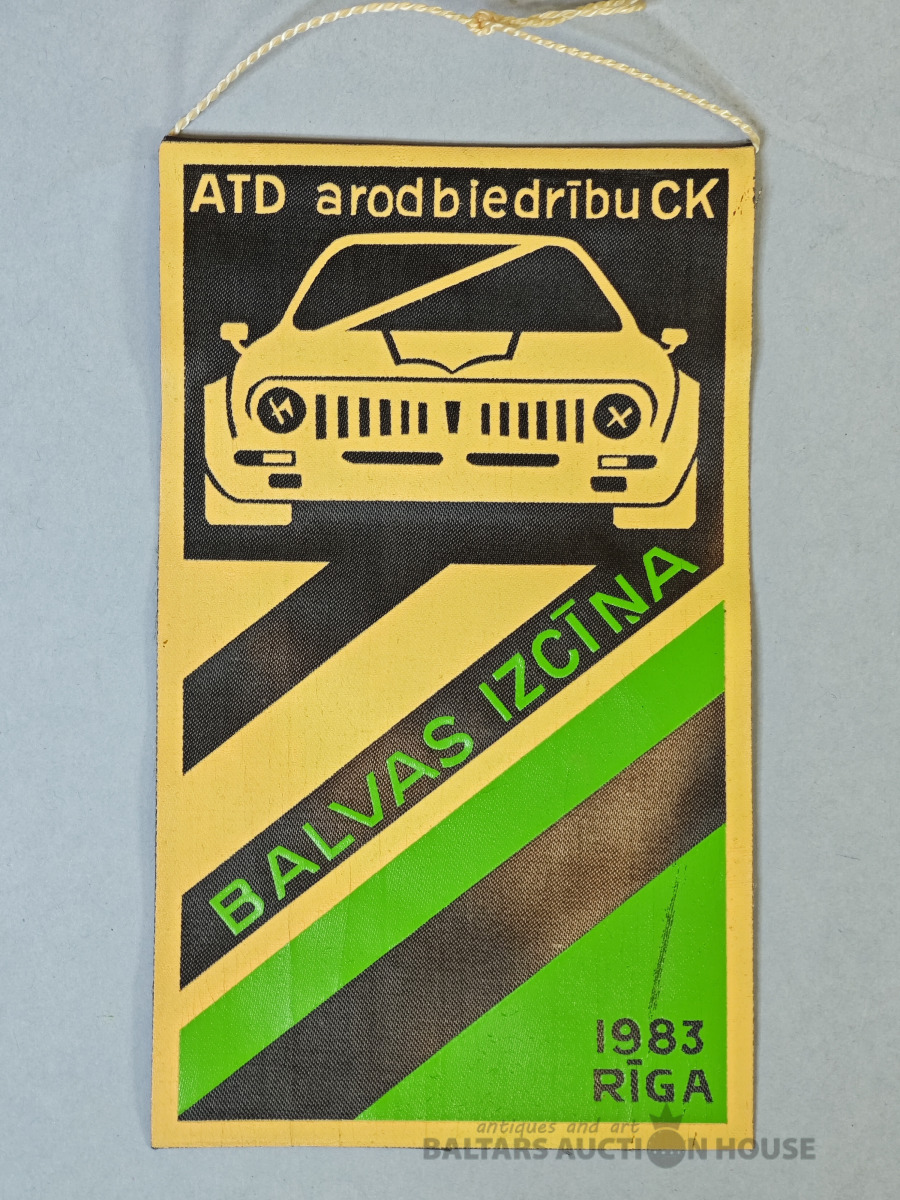 ATD arodbiedrību CK
BALVAS IZCĪŅA
1983
RĪGA
antiques and art
BALTARS AUCTION HOUSE